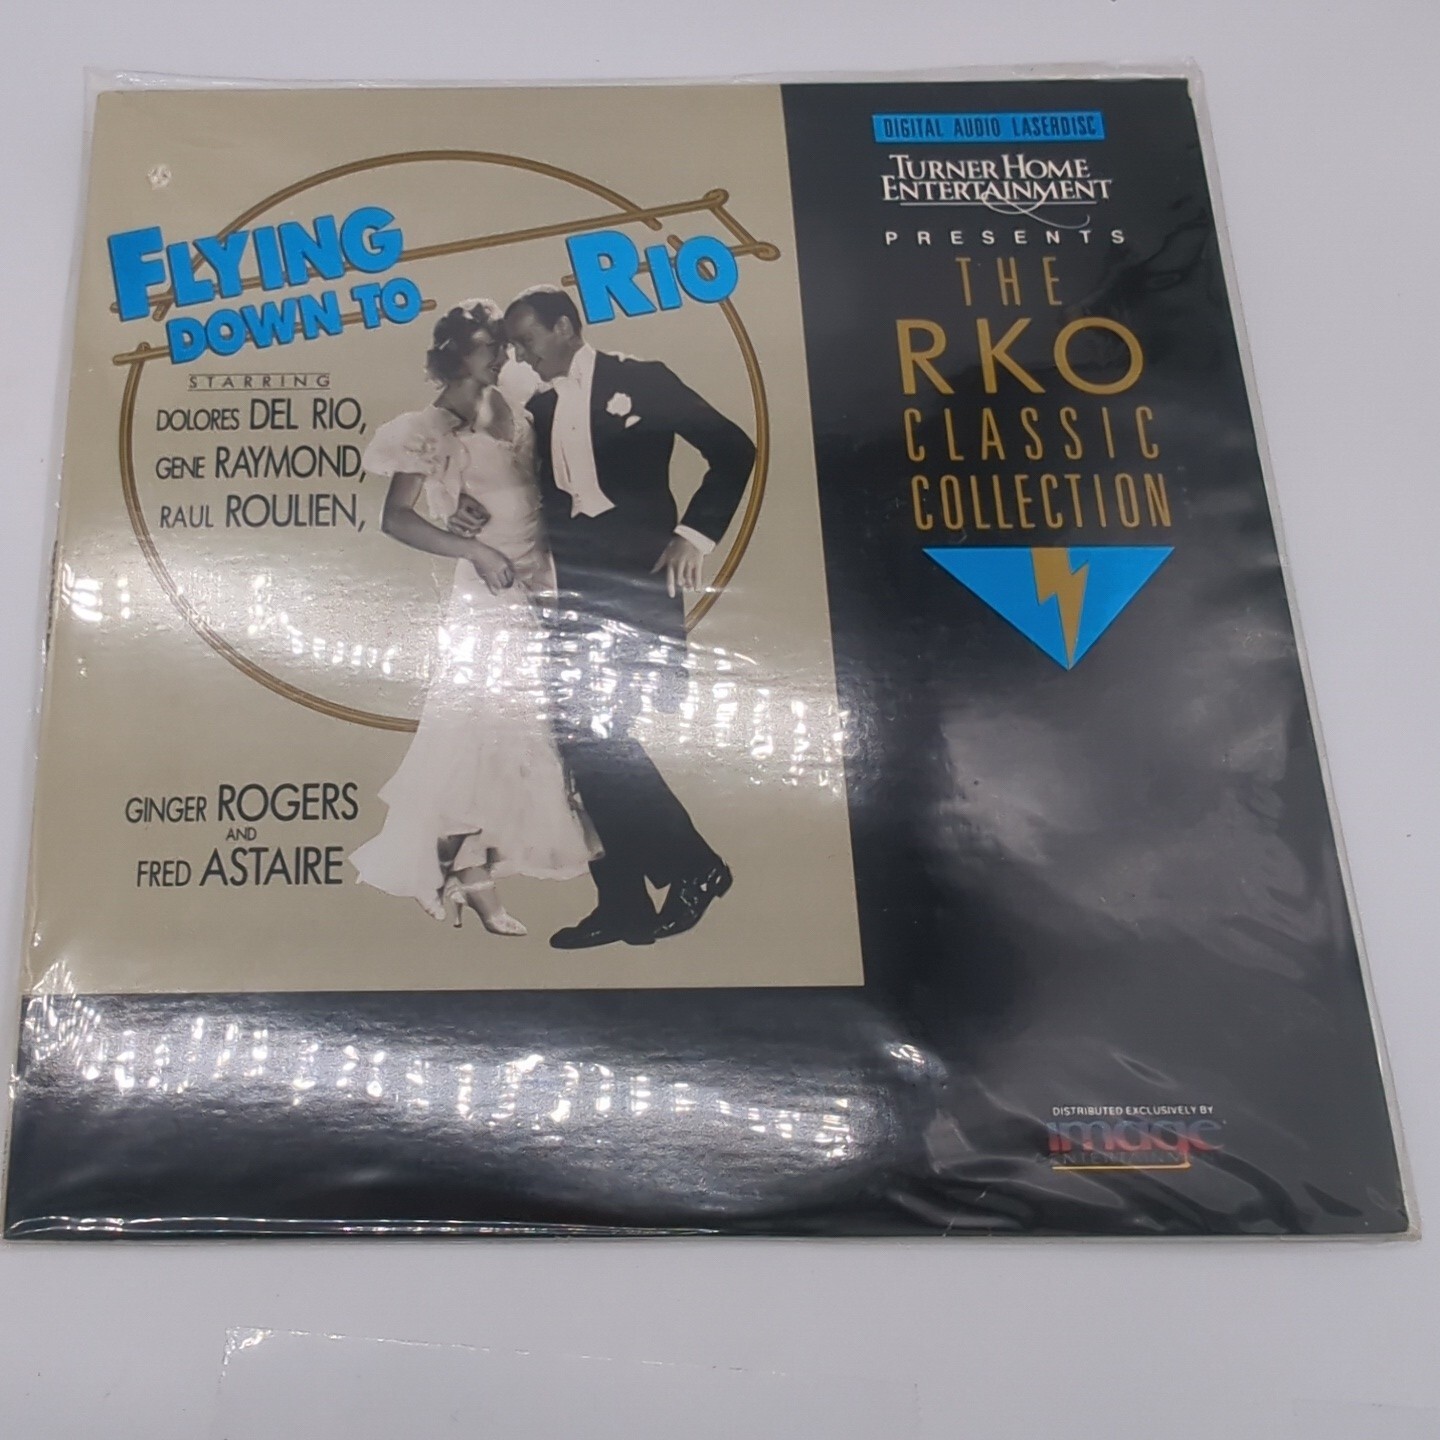 FLYING
DOWN TO
RIO
STARRING
DOLORES DEL RIO,
GENE RAYMOND,
RAUL ROULIEN,
GINGER ROGERS
AND
FRED ASTAIRE
DIGITAL AUDIO LASERDISC
TURNER HOME
ENTERTAINMENT
PRESENTS
THE
RKO
CLASSIC
COLLECTION
DISTRIBUTED EXCLUSIVELY BY
image
ENTERTAINMENT